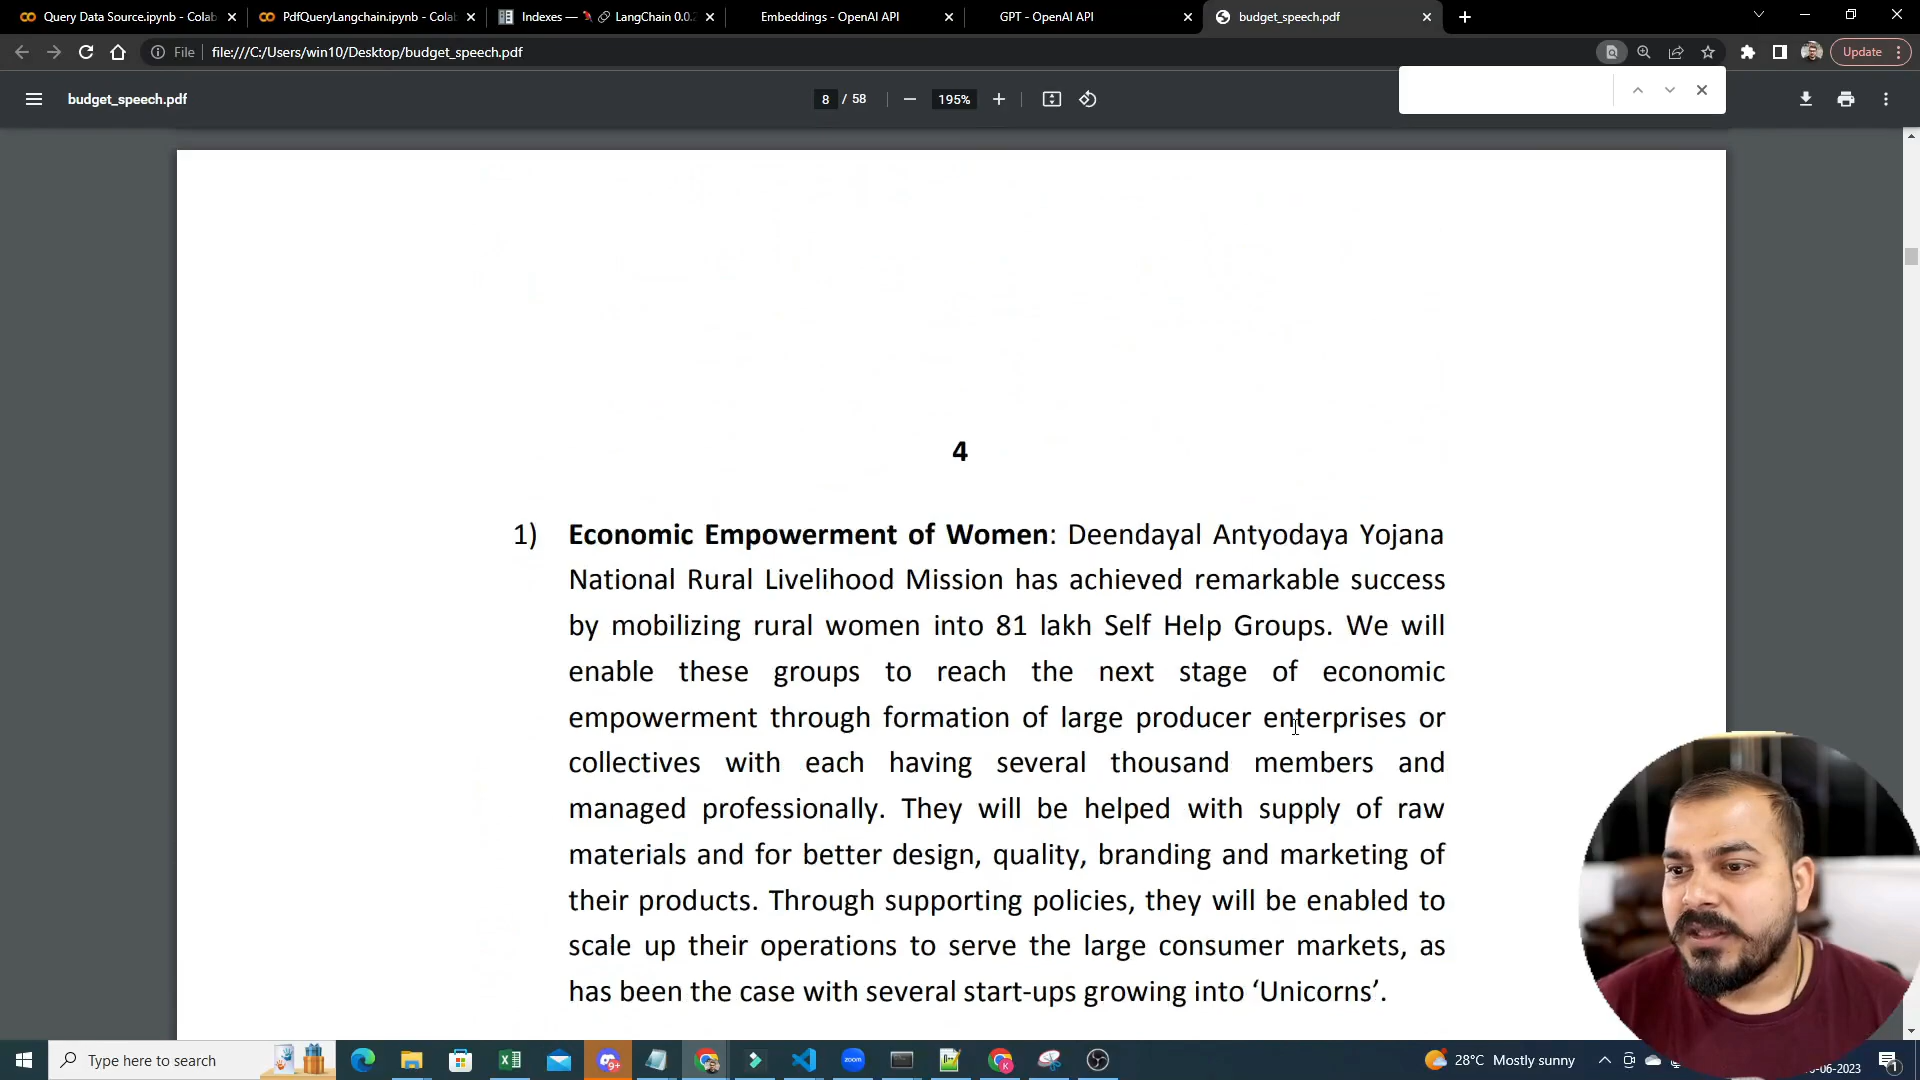 Query Data Source.ipynb - Colab
PdfQueryLangchain.ipynb - Colab
Indexes — 🦜🔗 LangChain 0.0.
Embeddings - OpenAI API
GPT - OpenAI API
budget_speech.pdf
File
file:///C:/Users/win10/Desktop/budget_speech.pdf
Update
budget_speech.pdf
8 / 58
195%
4
1) Economic Empowerment of Women: Deendayal Antyodaya Yojana
National Rural Livelihood Mission has achieved remarkable success
by mobilizing rural women into 81 lakh Self Help Groups. We will
enable these groups to reach the next stage of economic
empowerment through formation of large producer enterprises or
collectives with each having several thousand members and
managed professionally. They will be helped with supply of raw
materials and for better design, quality, branding and marketing of
their products. Through supporting policies, they will be enabled to
scale up their operations to serve the large consumer markets, as
has been the case with several start-ups growing into ‘Unicorns’.
Type here to search
28°C Mostly sunny
-06-2023